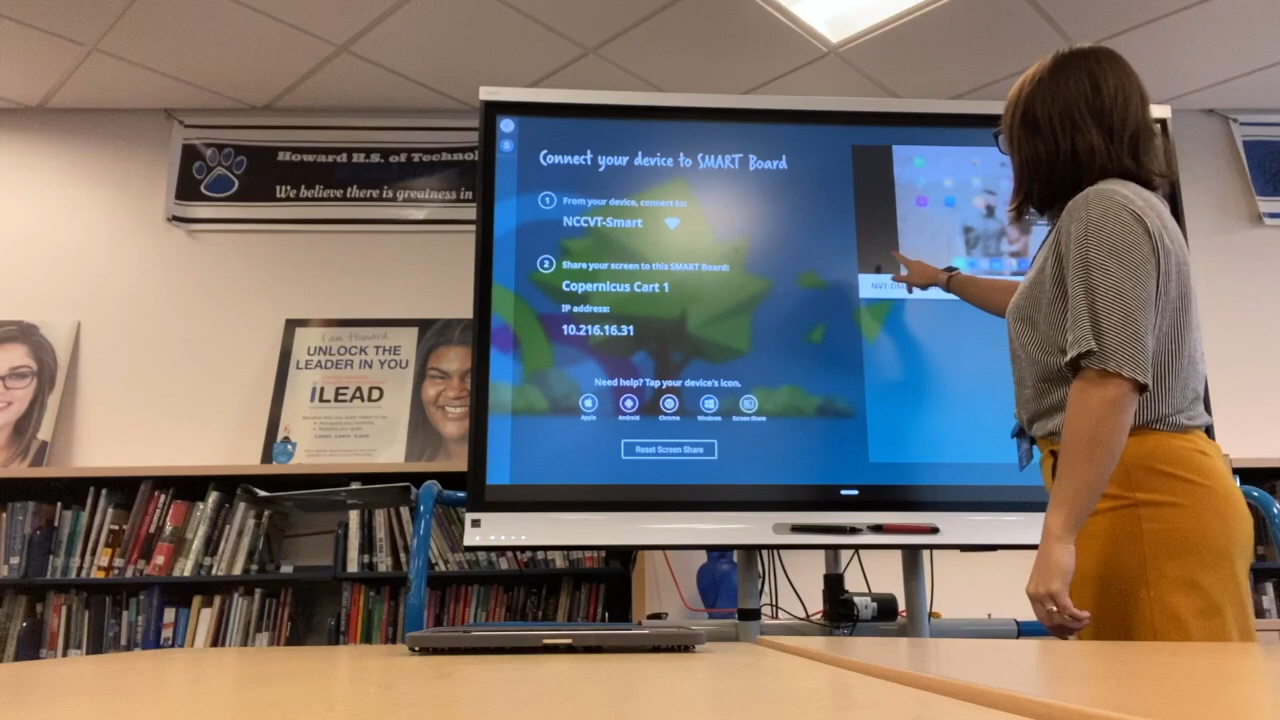 Howard H.S. of Technol
We believe there is greatness in
Connect your device to SMART Board
1 From your device, connect to:
NCCVT-Smart
2 Share your screen to this SMART Board:
Copernicus Cart 1
IP address:
10.216.16.31
Need help? Tap your device's icon.
Apple Android Chrome Windows Screen Share
Reset Screen Share
I am Howard.
UNLOCK THE
LEADER IN YOU
iLEAD